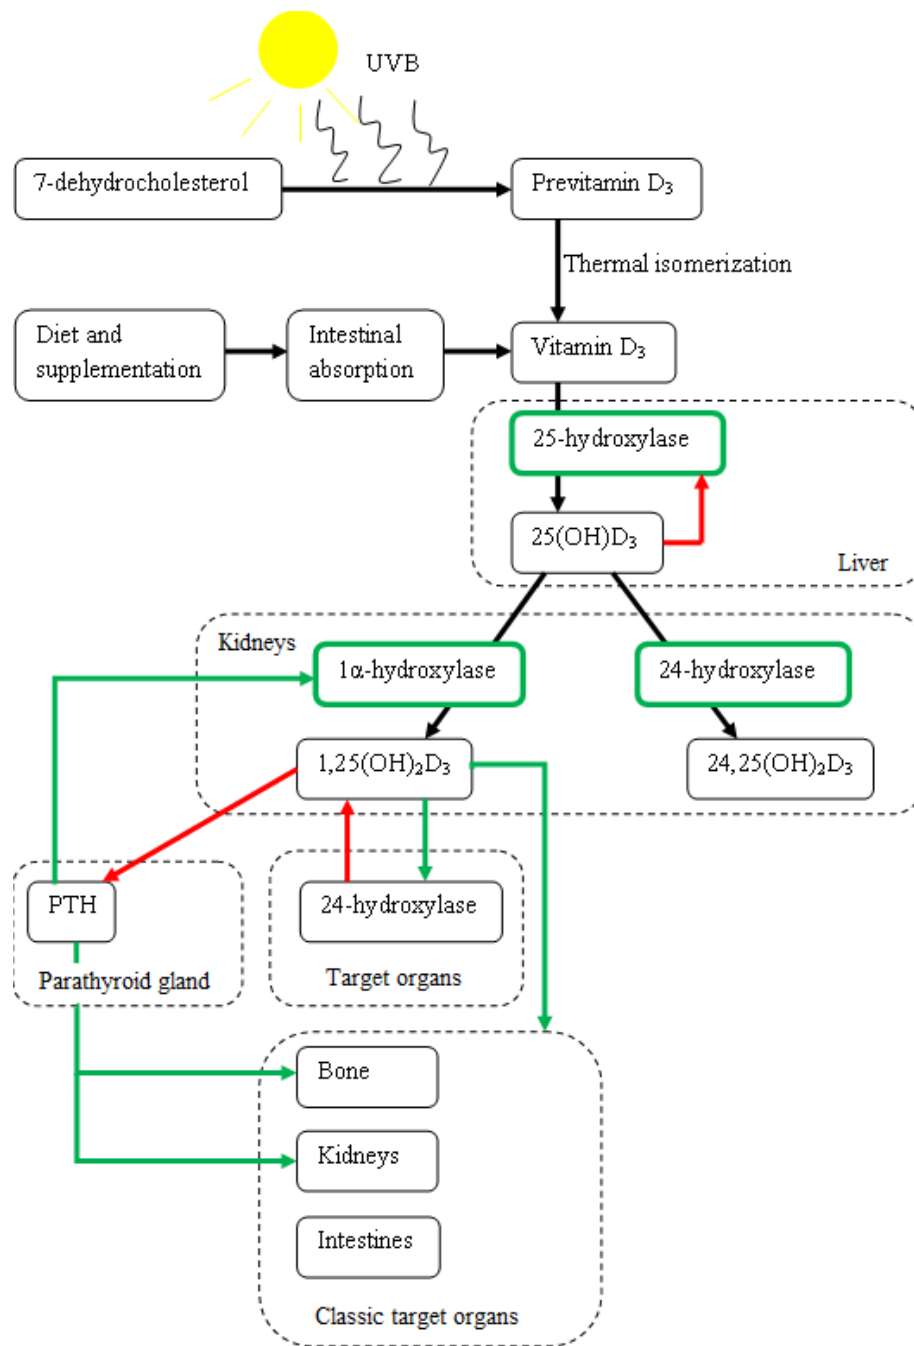 UVB
7-dehydrocholesterol
Previtamin D₃
Thermal isomerization
Diet and
supplementation
Intestinal
absorption
Vitamin D₃
25-hydroxylase
25(OH)D₃
Liver
Kidneys
1α-hydroxylase
24-hydroxylase
1,25(OH)₂D₃
24,25(OH)₂D₃
PTH
Parathyroid gland
24-hydroxylase
Target organs
Bone
Kidneys
Intestines
Classic target organs